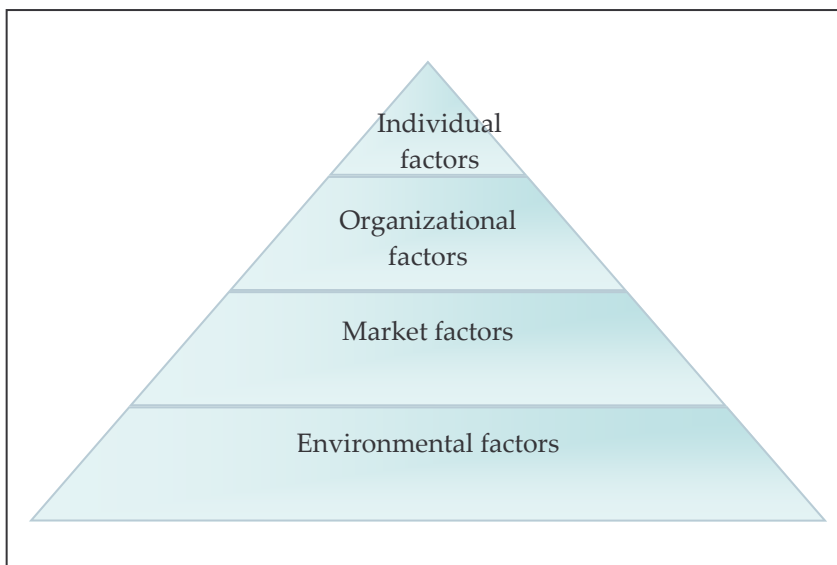 Individual
factors
Organizational
factors
Market factors
Environmental factors